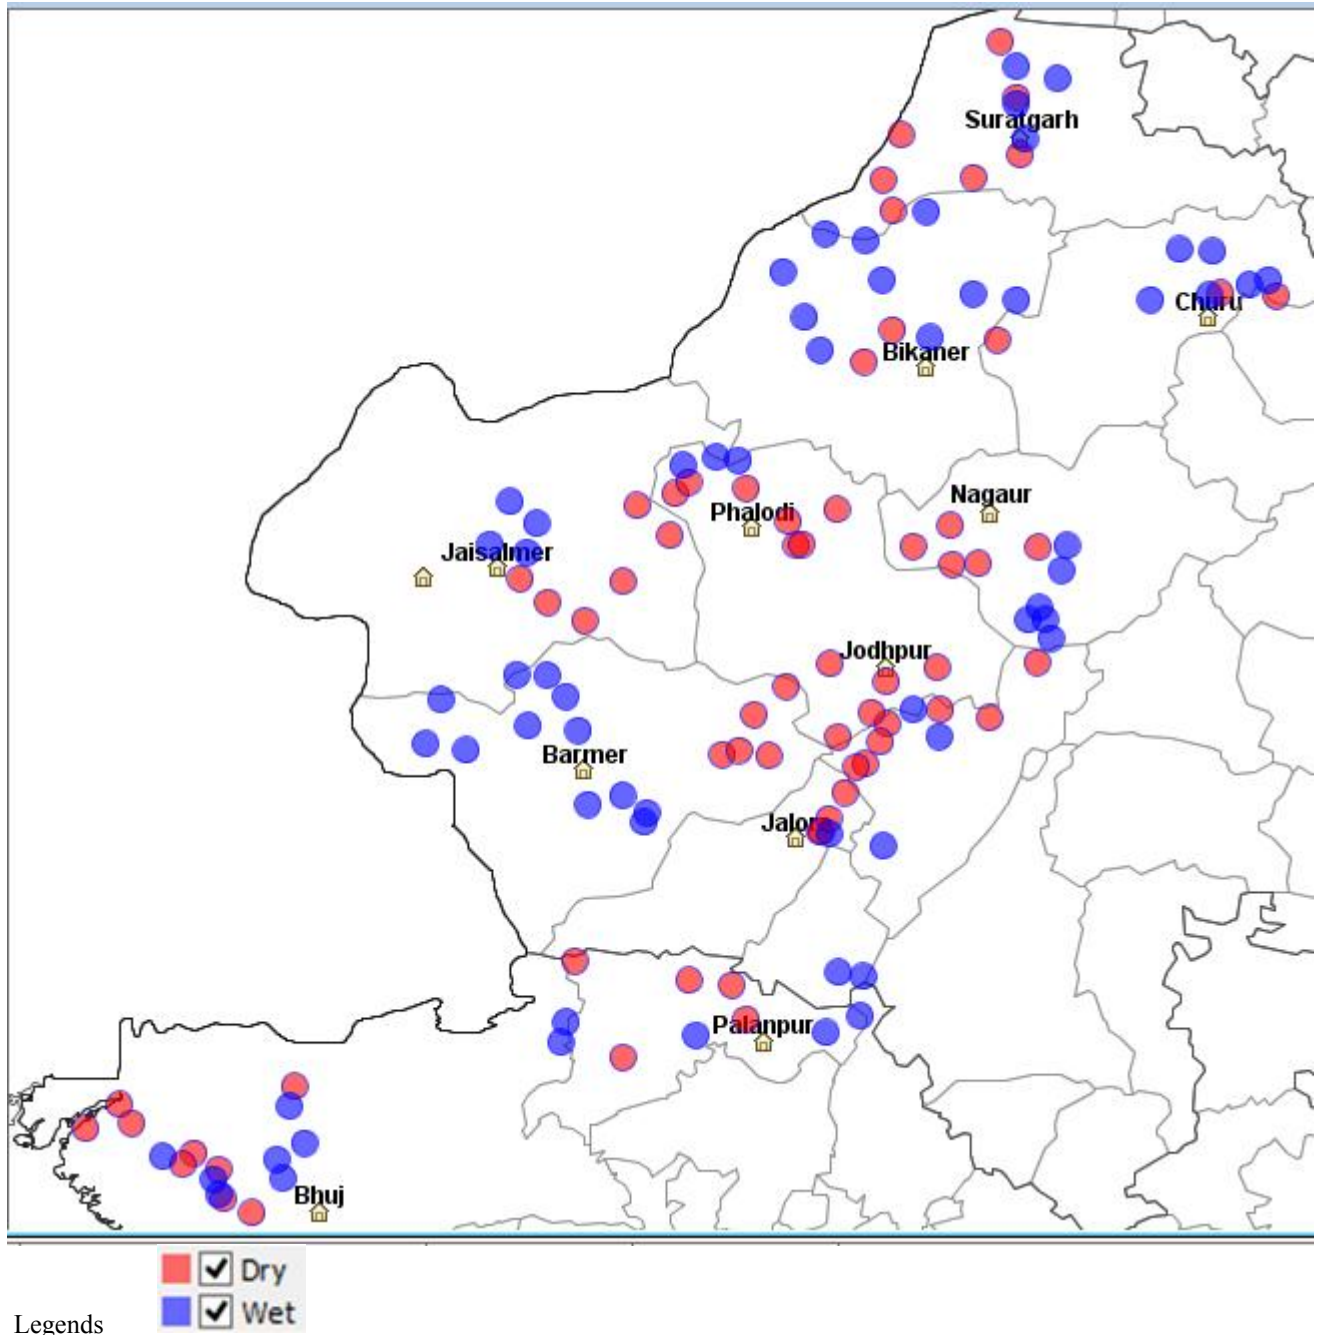 Suratgarh
Churu
Bikaner
Nagaur
Phalodi
Jaisalmer
Jodhpur
Barmer
Jalore
Palanpur
Bhuj
Dry
Wet
Legends